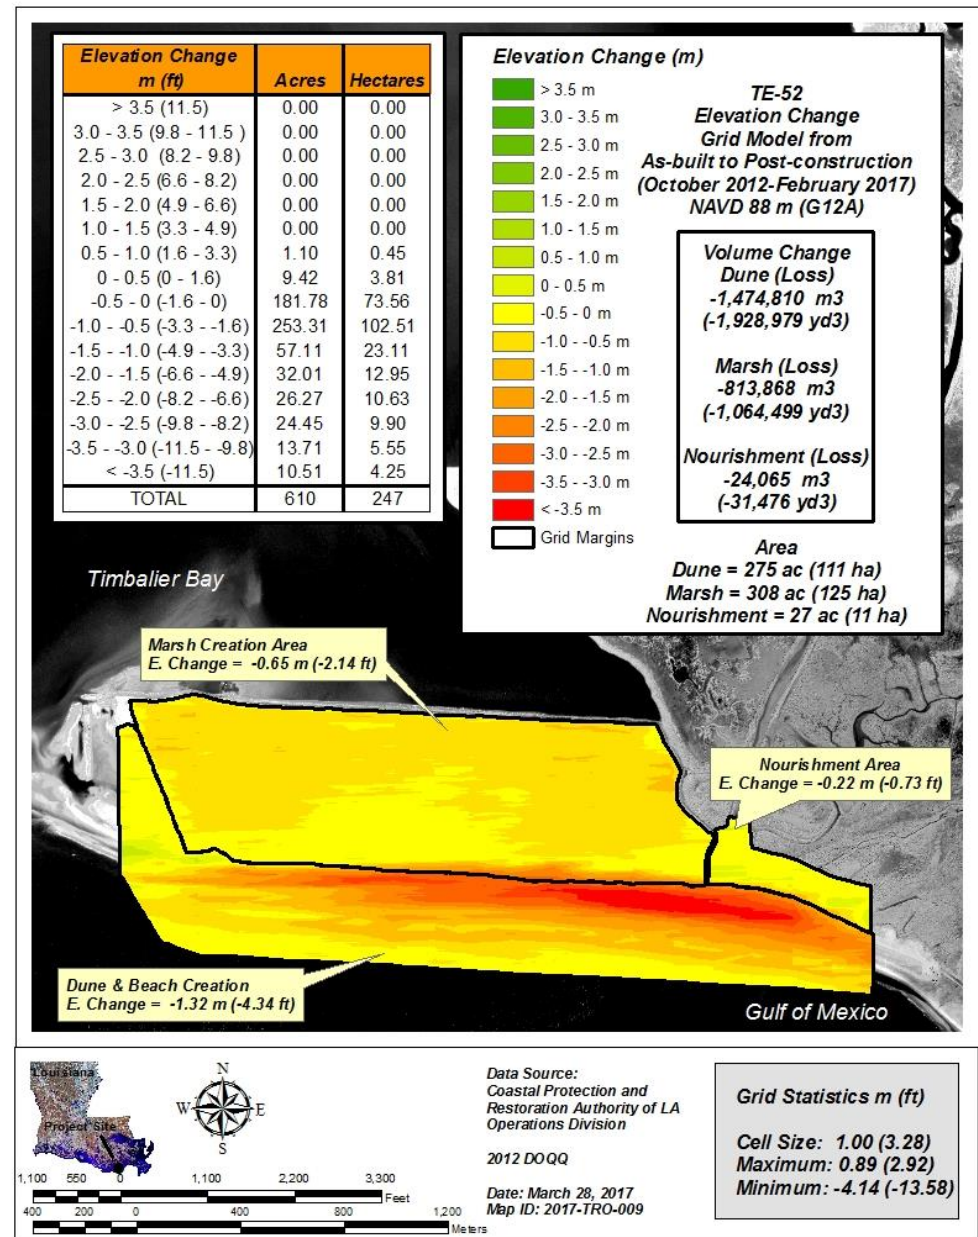 Elevation Change
m (ft) Acres Hectares
> 3.5 (11.5) 0.00 0.00
3.0 - 3.5 (9.8 - 11.5 ) 0.00 0.00
2.5 - 3.0 (8.2 - 9.8) 0.00 0.00
2.0 - 2.5 (6.6 - 8.2) 0.00 0.00
1.5 - 2.0 (4.9 - 6.6) 0.00 0.00
1.0 - 1.5 (3.3 - 4.9) 0.00 0.00
0.5 - 1.0 (1.6 - 3.3) 1.10 0.45
0 - 0.5 (0 - 1.6) 9.42 3.81
-0.5 - 0 (-1.6 - 0) 181.78 73.56
-1.0 - -0.5 (-3.3 - -1.6) 253.31 102.51
-1.5 - -1.0 (-4.9 - -3.3) 57.11 23.11
-2.0 - -1.5 (-6.6 - -4.9) 32.01 12.95
-2.5 - -2.0 (-8.2 - -6.6) 26.27 10.63
-3.0 - -2.5 (-9.8 - -8.2) 24.45 9.90
-3.5 - -3.0 (-11.5 - -9.8) 13.71 5.55
< -3.5 (-11.5) 10.51 4.25
TOTAL 610 247
Elevation Change (m)
> 3.5 m
3.0 - 3.5 m
2.5 - 3.0 m
2.0 - 2.5 m
1.5 - 2.0 m
1.0 - 1.5 m
0.5 - 1.0 m
0 - 0.5 m
-0.5 - 0 m
-1.0 - -0.5 m
-1.5 - -1.0 m
-2.0 - -1.5 m
-2.5 - -2.0 m
-3.0 - -2.5 m
-3.5 - -3.0 m
< -3.5 m
Grid Margins
TE-52
Elevation Change
Grid Model from
As-built to Post-construction
(October 2012-February 2017)
NAVD 88 m (G12A)
Volume Change
Dune (Loss)
-1,474,810 m3
(-1,928,979 yd3)
Marsh (Loss)
-813,868 m3
(-1,064,499 yd3)
Nourishment (Loss)
-24,065 m3
(-31,476 yd3)
Area
Dune = 275 ac (111 ha)
Marsh = 308 ac (125 ha)
Nourishment = 27 ac (11 ha)
Timbalier Bay
Marsh Creation Area
E. Change = -0.65 m (-2.14 ft)
Nourishment Area
E. Change = -0.22 m (-0.73 ft)
Dune & Beach Creation
E. Change = -1.32 m (-4.34 ft)
Gulf of Mexico
Louisiana
Project Site
N
W E
S
1,100 550 0 1,100 2,200 3,300
Feet
400 200 0 400 800 1,200
Meters
Data Source:
Coastal Protection and
Restoration Authority of LA
Operations Division
2012 DOQQ
Date: March 28, 2017
Map ID: 2017-TRO-009
Grid Statistics m (ft)
Cell Size: 1.00 (3.28)
Maximum: 0.89 (2.92)
Minimum: -4.14 (-13.58)